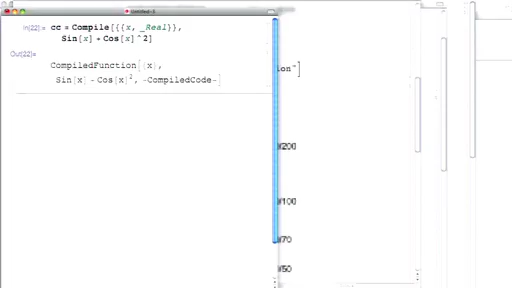 Untitled-3
In[22]:= cc = Compile[{{x, _Real}},
Sin[x] + Cos[x]^2]
Out[22]=
CompiledFunction[{x},
Sin[x] - Cos[x]², -CompiledCode-]
ion"]
#200
#100
#70
#50